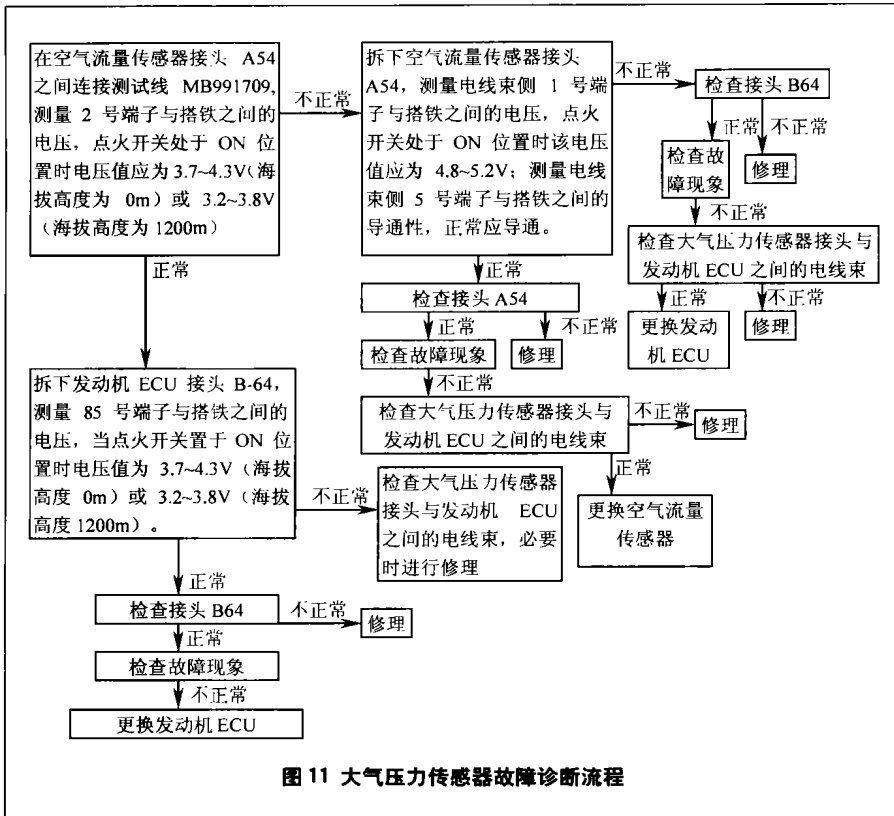 在空气流量传感器接头 A54
之间连接测试线 MB991709,
测量 2 号端子与搭铁之间的
电压，点火开关处于 ON 位
置时电压值应为 3.7~4.3V(海
拔高度为 0m）或 3.2~3.8V
（海拔高度为 1200m）
不正常
拆下空气流量传感器接头
A54，测量电线束侧 1 号端
子与搭铁之间的电压，点火
开关处于 ON 位置时该电压
值应为 4.8~5.2V；测量电线
束侧 5 号端子与搭铁之间的
导通性，正常应导通。
不正常
检查接头 B64
正常
不正常
检查故
障现象
修理
不正常
检查大气压力传感器接头与
发动机 ECU 之间的电线束
正常
不正常
更换发动
机 ECU
修理
正常
检查接头 A54
正常
不正常
检查故障现象
修理
不正常
检查大气压力传感器接头与
发动机 ECU 之间的电线束
不正常
修理
正常
更换空气流量
传感器
正常
拆下发动机 ECU 接头 B-64,
测量 85 号端子与搭铁之间的
电压，当点火开关置于 ON 位
置时电压值为 3.7~4.3V（海拔
高度 0m）或 3.2~3.8V（海拔
高度 1200m）。
不正常
检查大气压力传感器
接头与发动机 ECU
之间的电线束，必要
时进行修理
正常
检查接头 B64
不正常
修理
正常
检查故障现象
不正常
更换发动机 ECU
图 11 大气压力传感器故障诊断流程